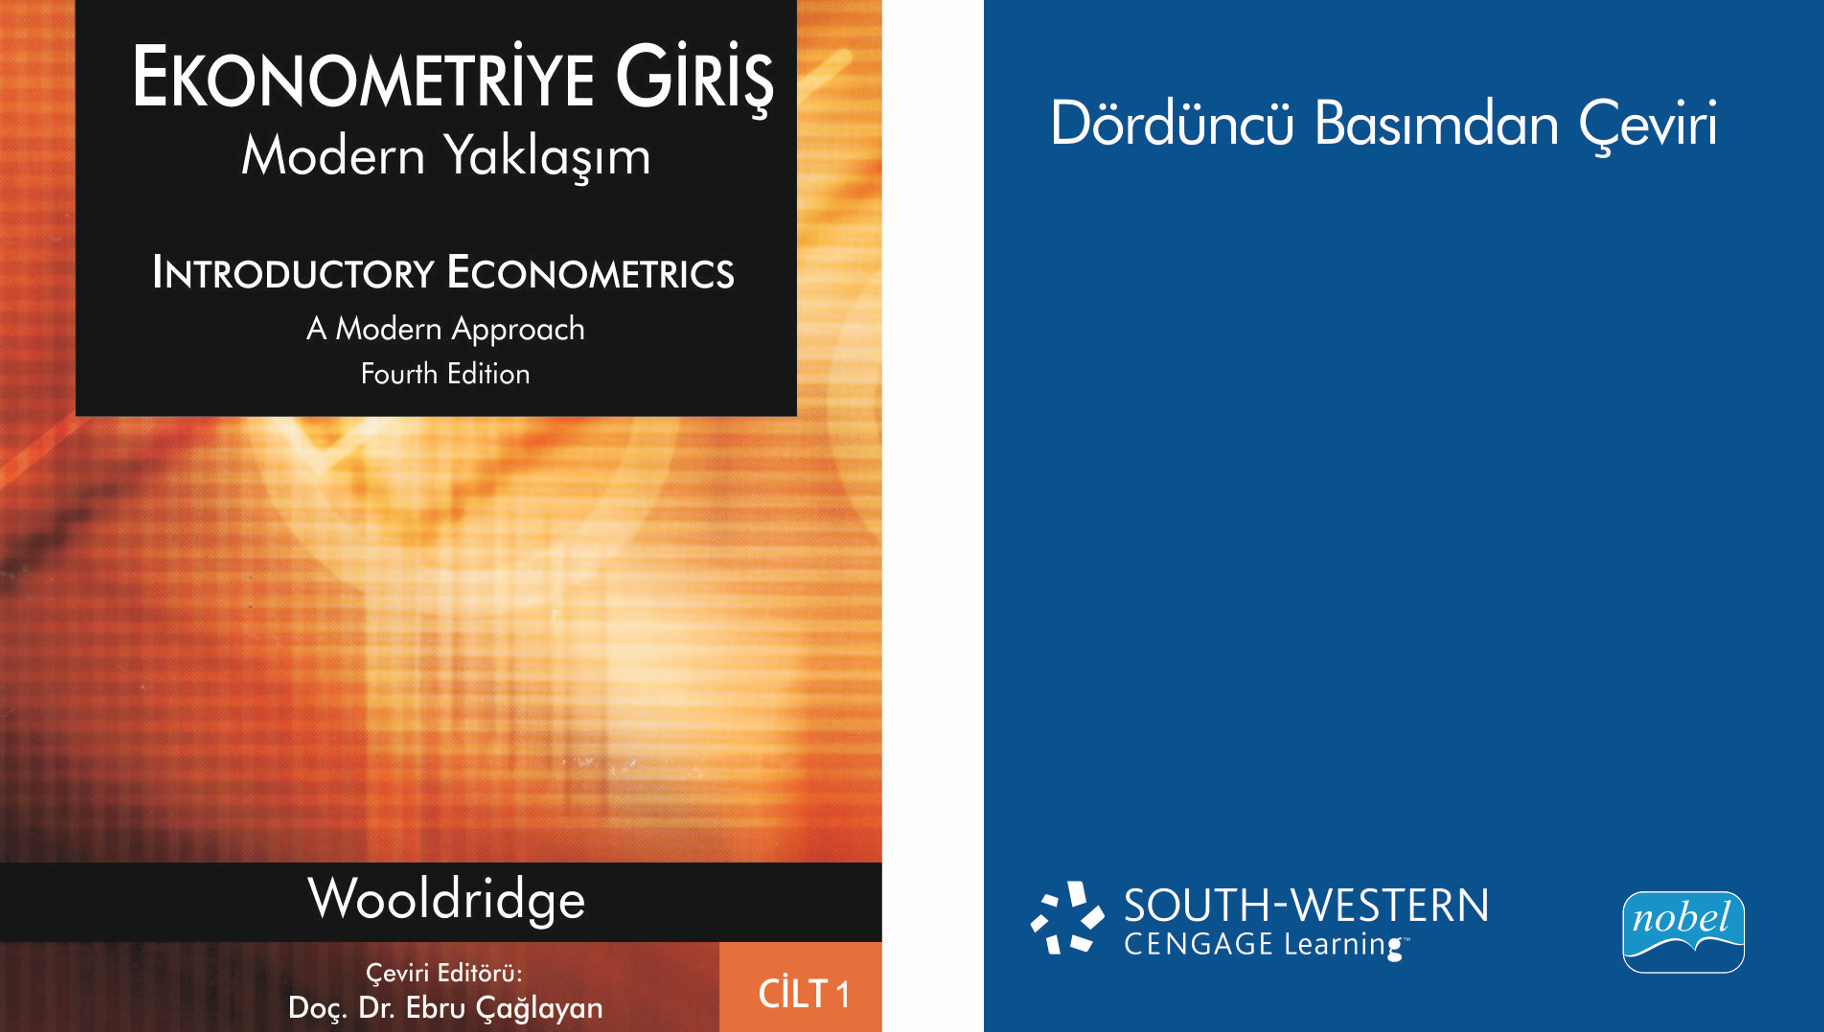 EKONOMETRİYE GİRİŞ
Modern Yaklaşım
INTRODUCTORY ECONOMETRICS
A Modern Approach
Fourth Edition
Wooldridge
Çeviri Editörü:
Doç. Dr. Ebru Çağlayan
CİLT 1
Dördüncü Basımdan Çeviri
SOUTH-WESTERN
CENGAGE Learning™
nobel